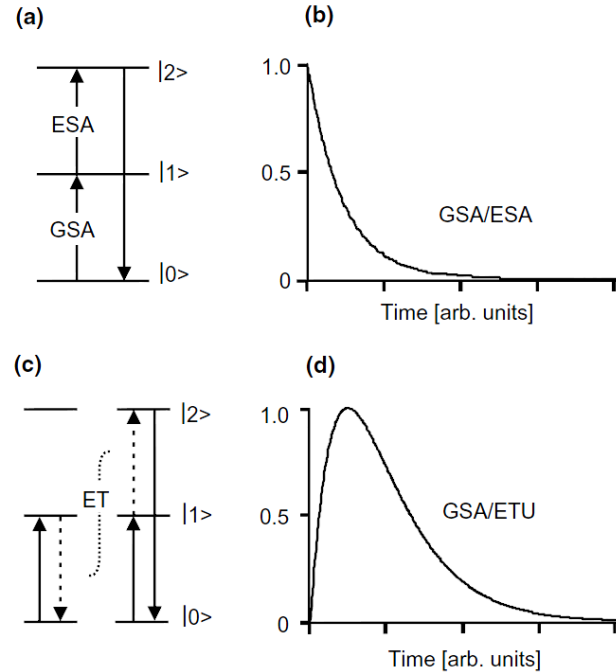 (a)
|2>
ESA
|1>
GSA
|0>
(b)
1.0
0.5
0
GSA/ESA
Time [arb. units]
(c)
|2>
ET
|1>
|0>
(d)
1.0
0.5
0
GSA/ETU
Time [arb. units]